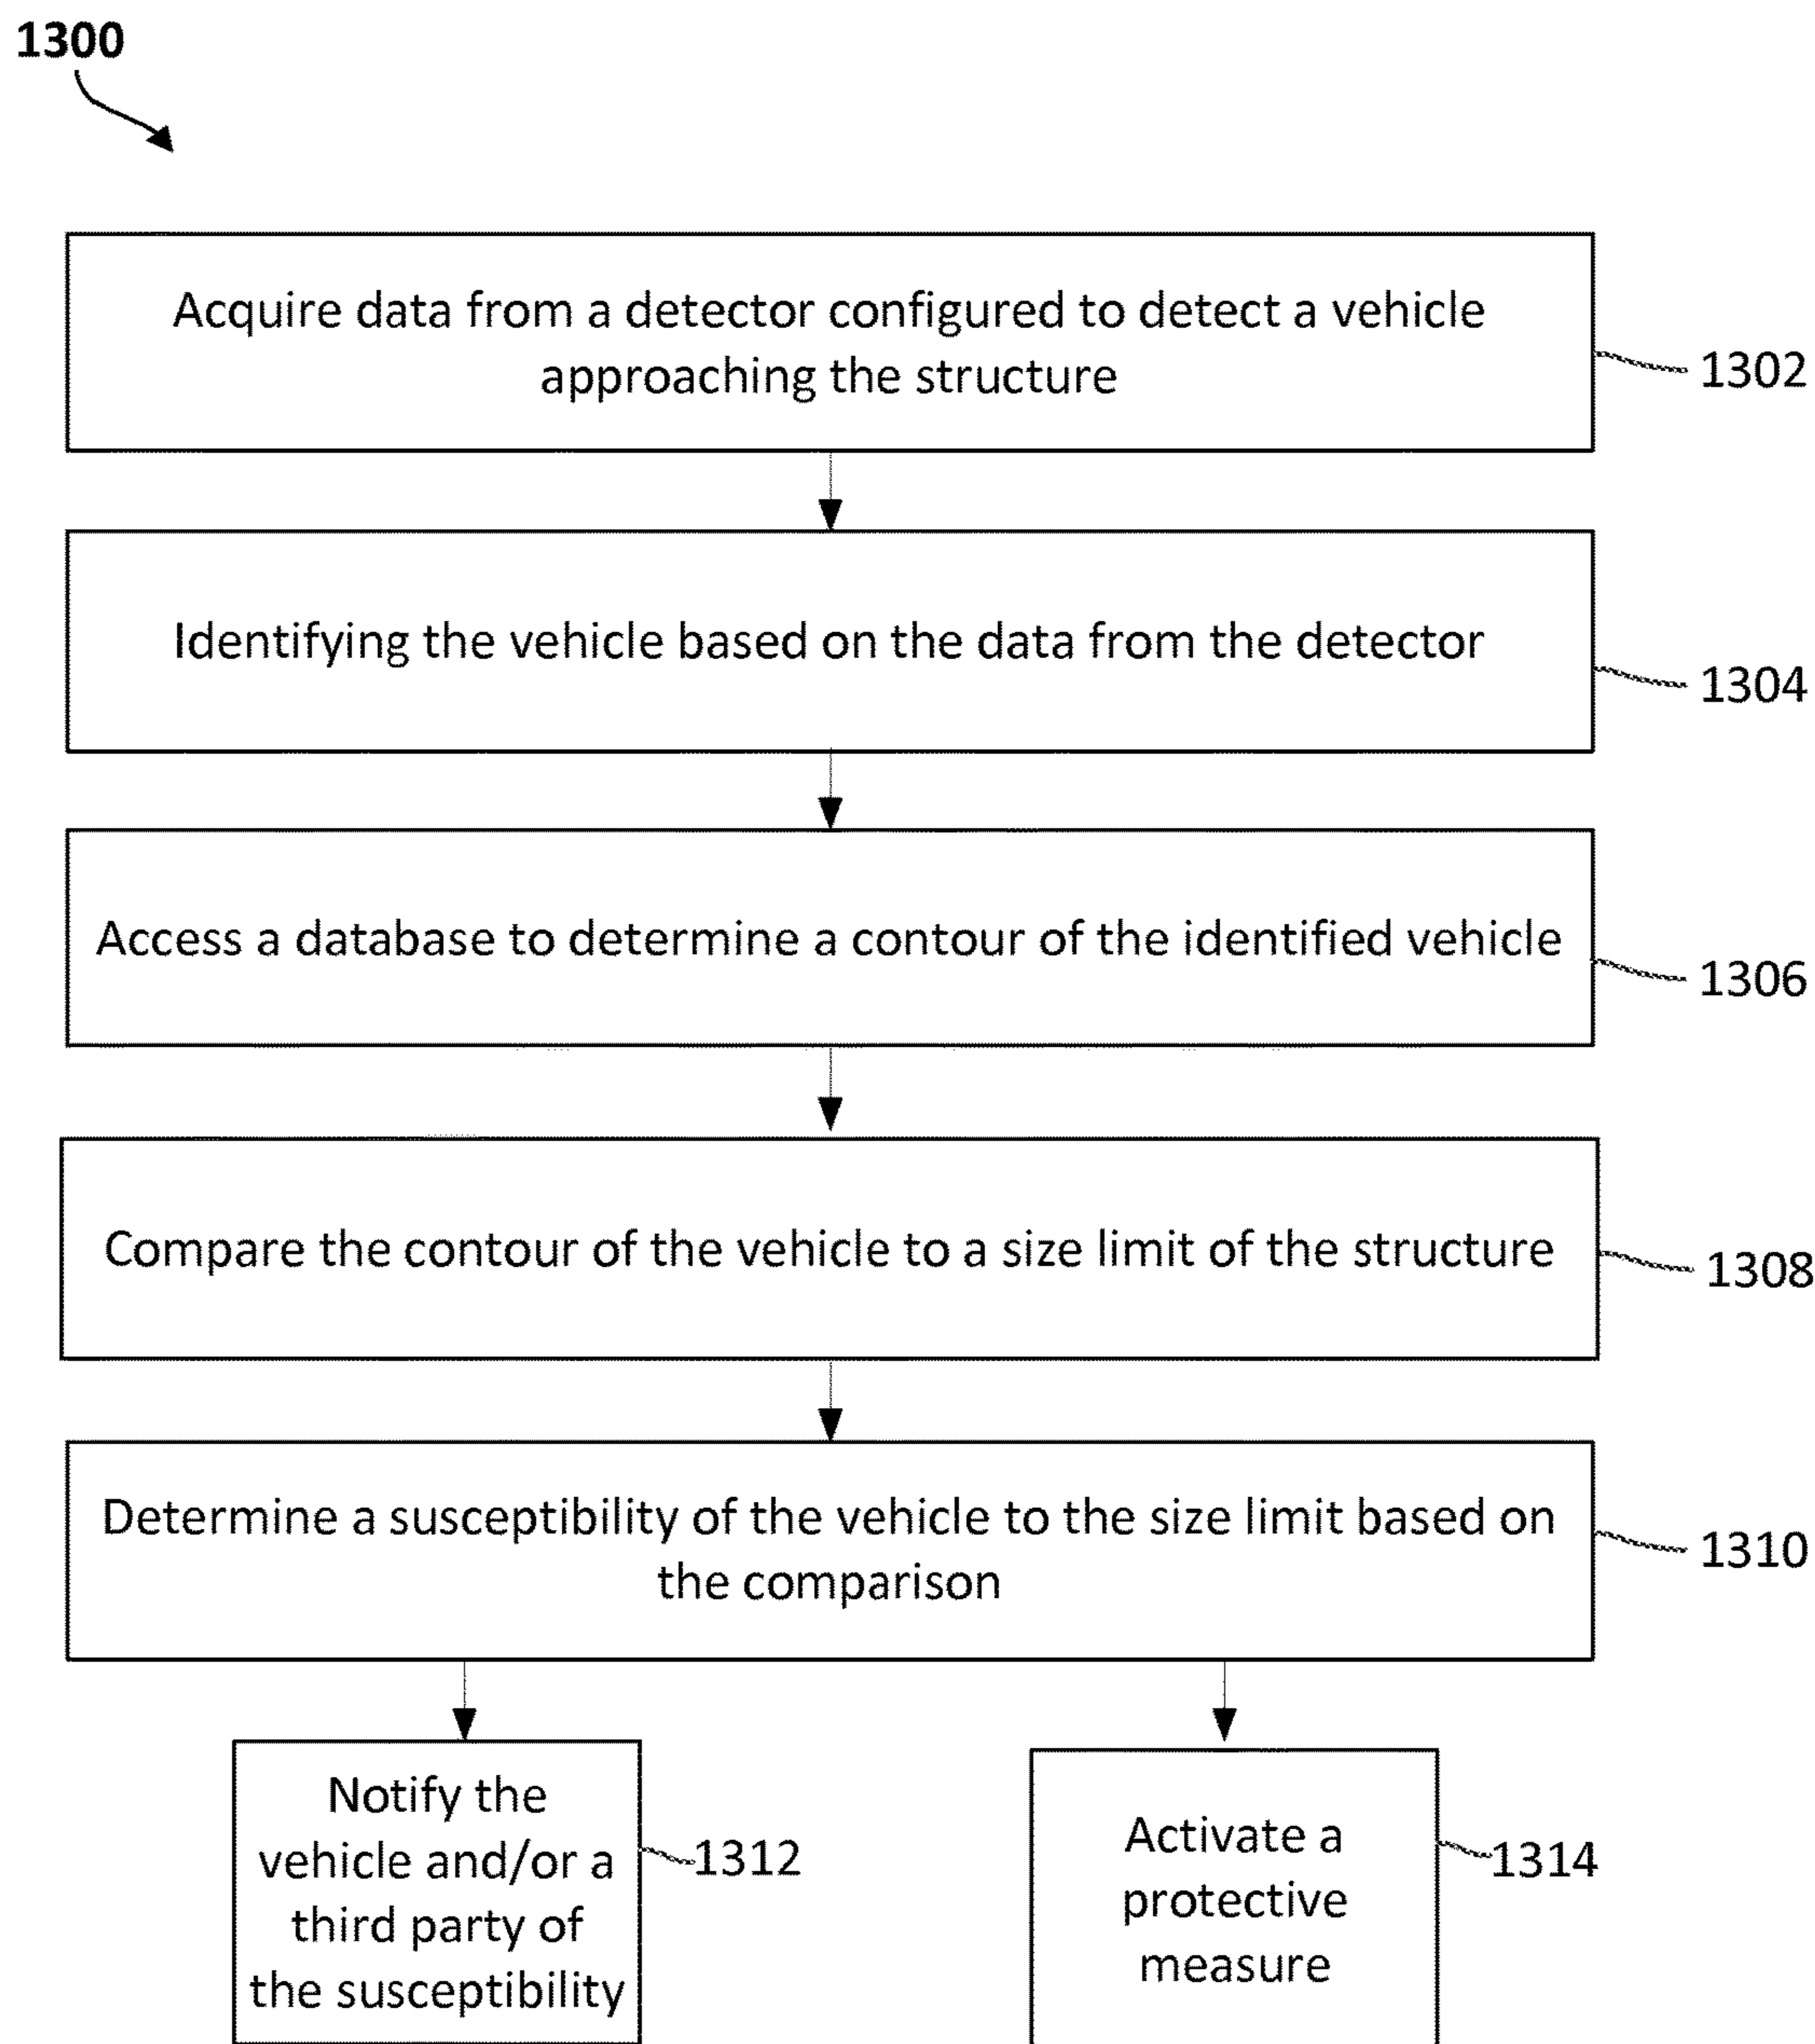 1300
Acquire data from a detector configured to detect a vehicle
approaching the structure
1302
Identifying the vehicle based on the data from the detector
1304
Access a database to determine a contour of the identified vehicle
1306
Compare the contour of the vehicle to a size limit of the structure
1308
Determine a susceptibility of the vehicle to the size limit based on
the comparison
1310
Notify the
vehicle and/or a
third party of
the susceptibility
1312
Activate a
protective
measure
1314